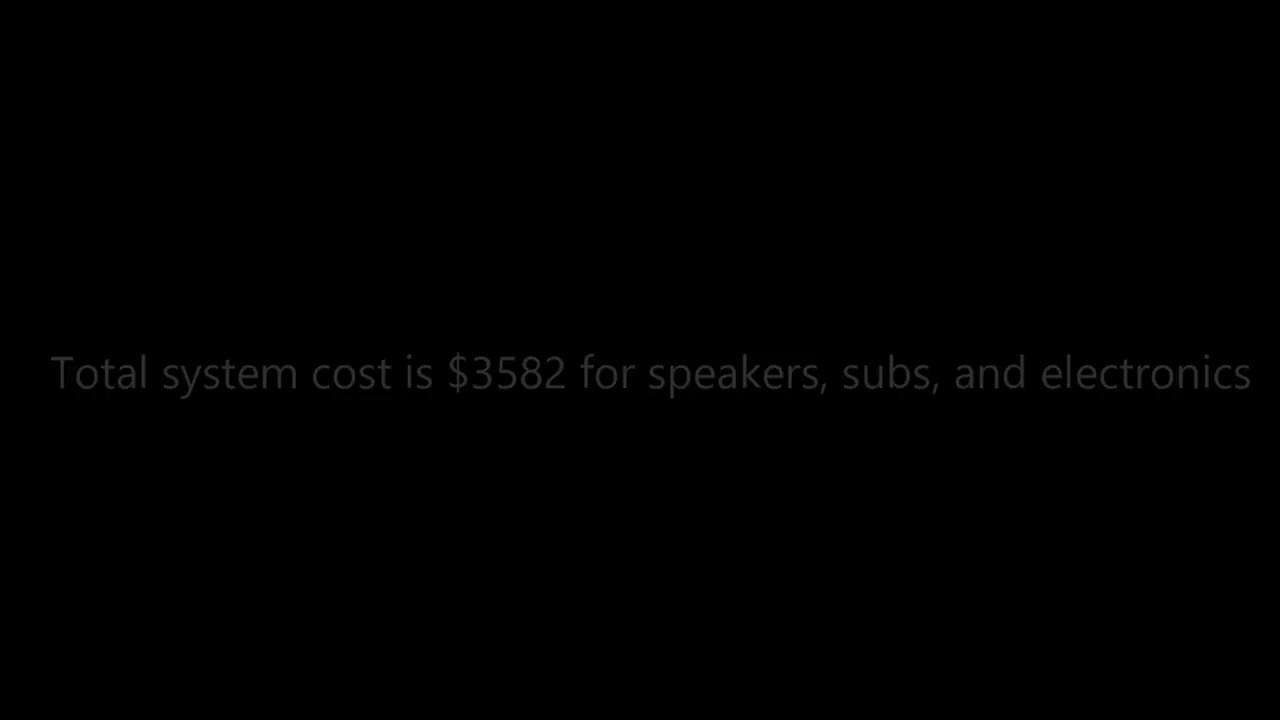 Total system cost is $3582 for speakers, subs, and electronics